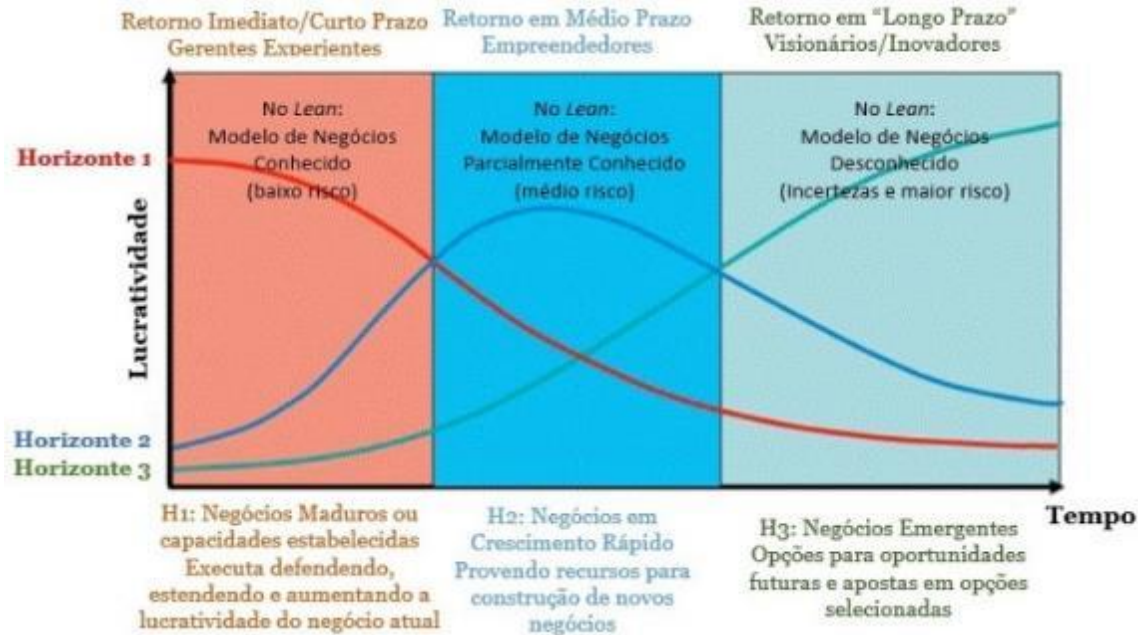 Retorno Imediato/Curto Prazo
Gerentes Experientes
Retorno em Médio Prazo
Empreendedores
Retorno em “Longo Prazo”
Visionários/Inovadores
No Lean:
Modelo de Negócios
Conhecido
(baixo risco)
No Lean:
Modelo de Negócios
Parcialmente Conhecido
(médio risco)
No Lean:
Modelo de Negócios
Desconhecido
(Incertezas e maior risco)
Horizonte 1
Lucratividade
Horizonte 2
Horizonte 3
Tempo
H1: Negócios Maduros ou
capacidades estabelecidas
Executa defendendo,
estendendo e aumentando a
lucratividade do negócio atual
H2: Negócios em
Crescimento Rápido
Provendo recursos para
construção de novos
negócios
H3: Negócios Emergentes
Opções para oportunidades
futuras e apostas em opções
selecionadas